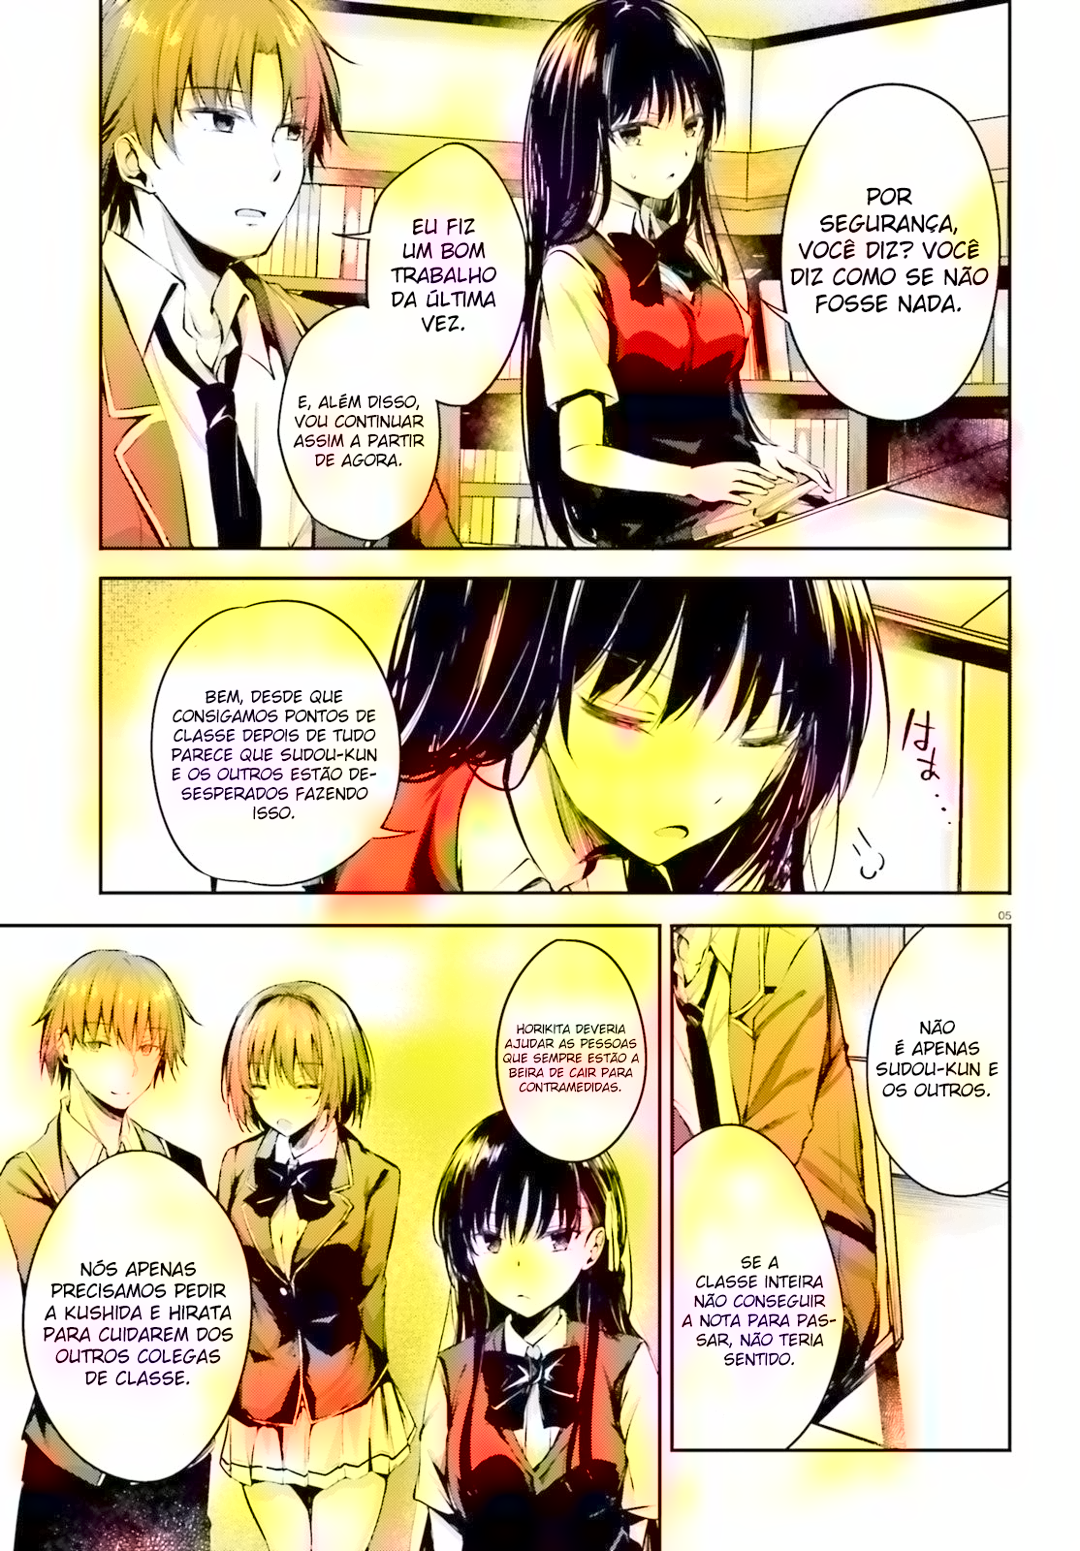 POR
SEGURANÇA,
VOCÊ DIZ? VOCÊ
DIZ COMO SE NÃO
FOSSE NADA.
EU FIZ
UM BOM
TRABALHO
DA ÚLTIMA
VEZ.
E, ALÉM DISSO,
VOU CONTINUAR
ASSIM A PARTIR
DE AGORA.
はぁ...
BEM, DESDE QUE
CONSIGAMOS PONTOS DE
CLASSE DEPOIS DE TUDO
PARECE QUE SUDOU-KUN
E OS OUTROS ESTÃO DE-
SESPERADOS FAZENDO
ISSO.
05
NÃO
É APENAS
SUDOU-KUN E
OS OUTROS.
SE A
CLASSE INTEIRA
NÃO CONSEGUIR
A NOTA PARA PAS-
SAR, NÃO TERIA
SENTIDO.
HORIKITA DEVERIA
AJUDAR AS PESSOAS
QUE SEMPRE ESTÃO A
BEIRA DE CAIR PARA
CONTRAMEDIDAS.
NÓS APENAS
PRECISAMOS PEDIR
A KUSHIDA E HIRATA
PARA CUIDAREM DOS
OUTROS COLEGAS
DE CLASSE.